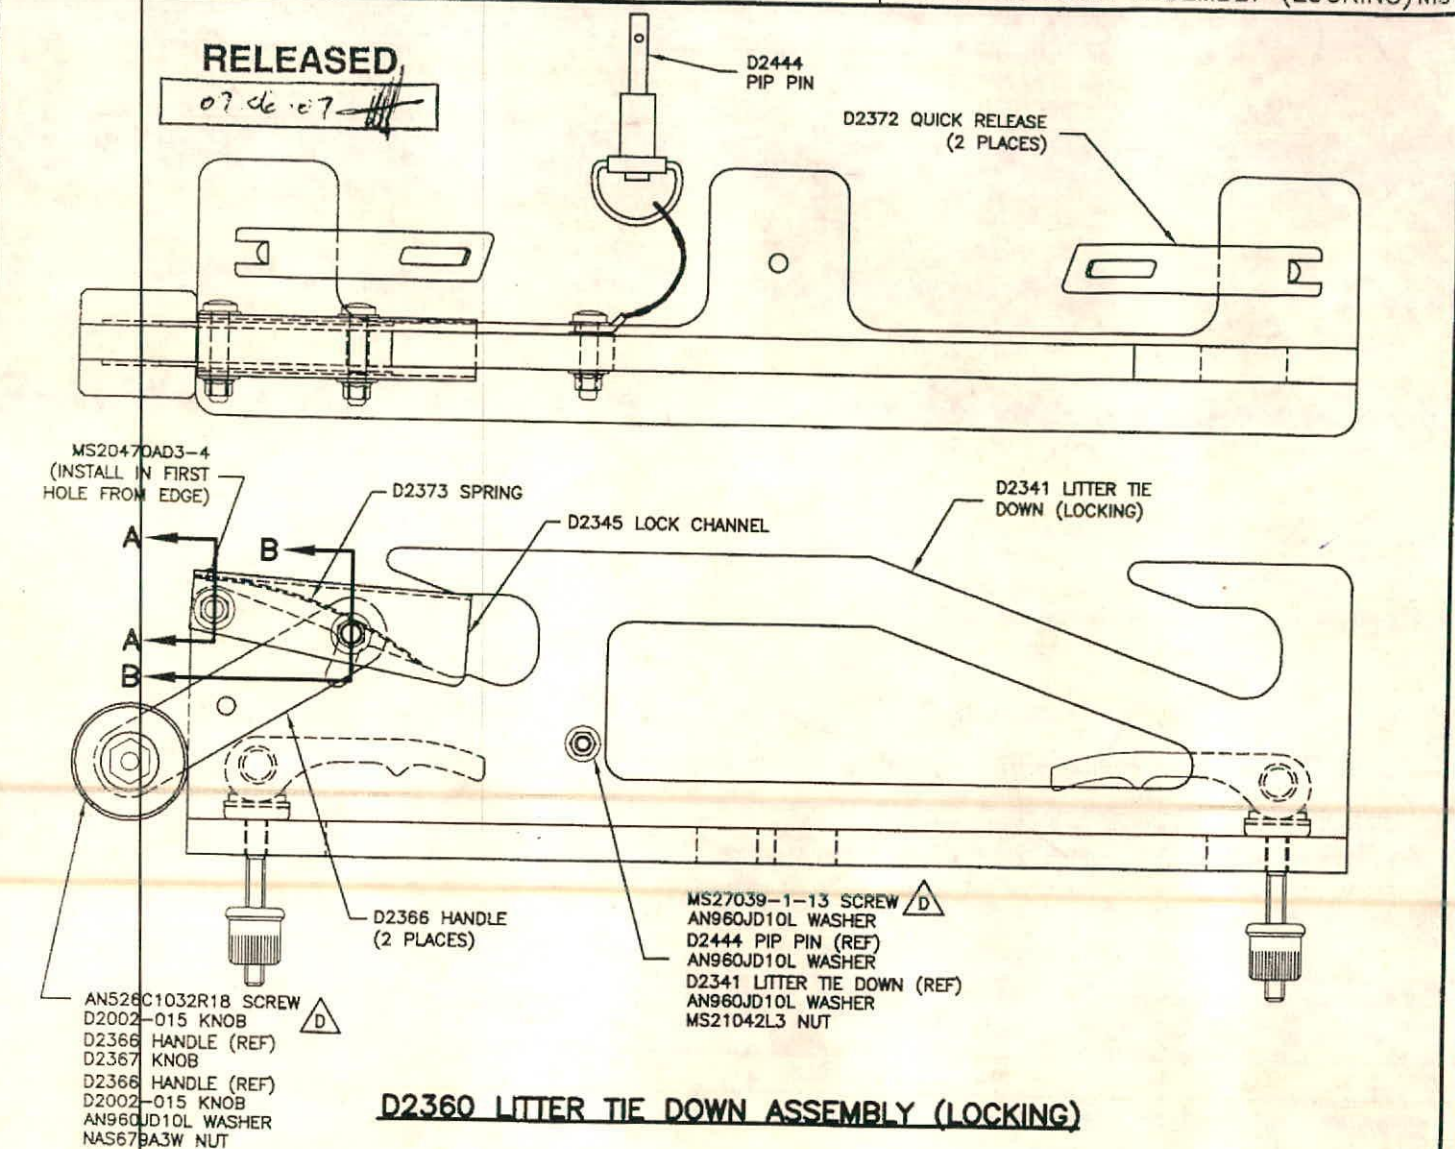 (LOCKING)
RELEASED
07
07
D2444
PIP PIN
D2372 QUICK RELEASE
(2 PLACES)
MS20470AD3-4
(INSTALL IN FIRST
HOLE FROM EDGE)
D2373 SPRING
D2345 LOCK CHANNEL
D2341 LITTER TIE
DOWN (LOCKING)
A
B
A
B
D2366 HANDLE
(2 PLACES)
MS27039-1-13 SCREW D
AN960JD10L WASHER
D2444 PIP PIN (REF)
AN960JD10L WASHER
D2341 LITTER TIE DOWN (REF)
AN960JD10L WASHER
MS21042L3 NUT
AN526C1032R18 SCREW
D2002-015 KNOB D
D2366 HANDLE (REF)
D2367 KNOB
D2366 HANDLE (REF)
D2002-015 KNOB
AN960JD10L WASHER
NAS679A3W NUT
D2360 LITTER TIE DOWN ASSEMBLY (LOCKING)